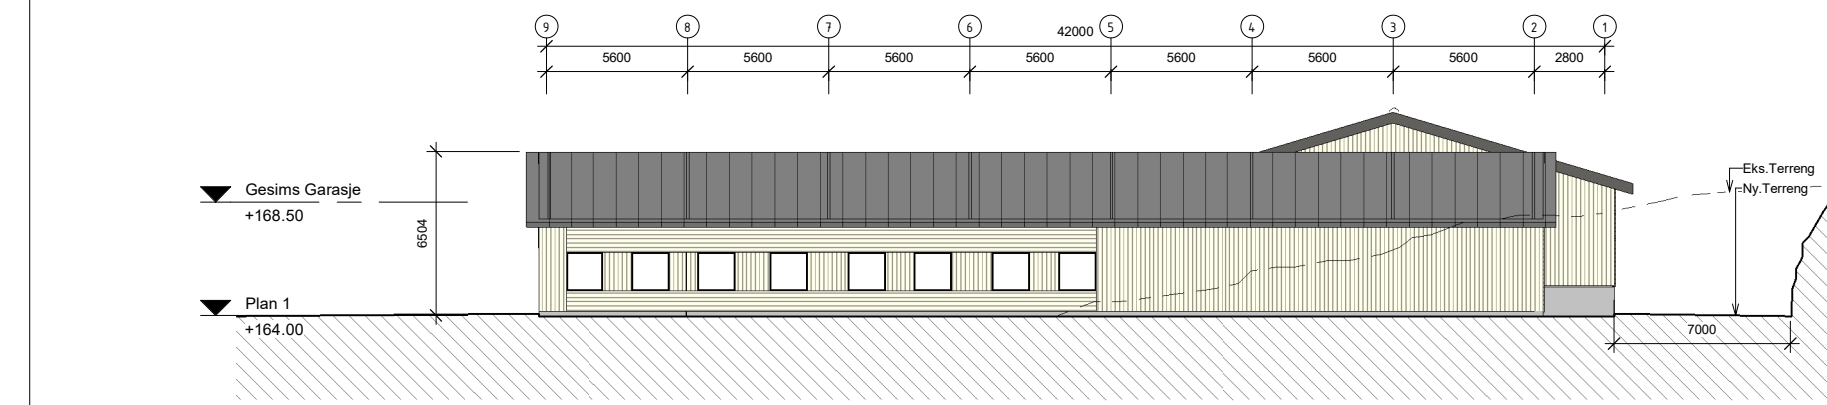 9 8 7 6 5 4 3 2 1
42000
5600 5600 5600 5600 5600 5600 5600 2800
Eks.Terreng
Gesims Garasje
Ny.Terreng
+168.50
6504
Plan 1
+164.00
7000